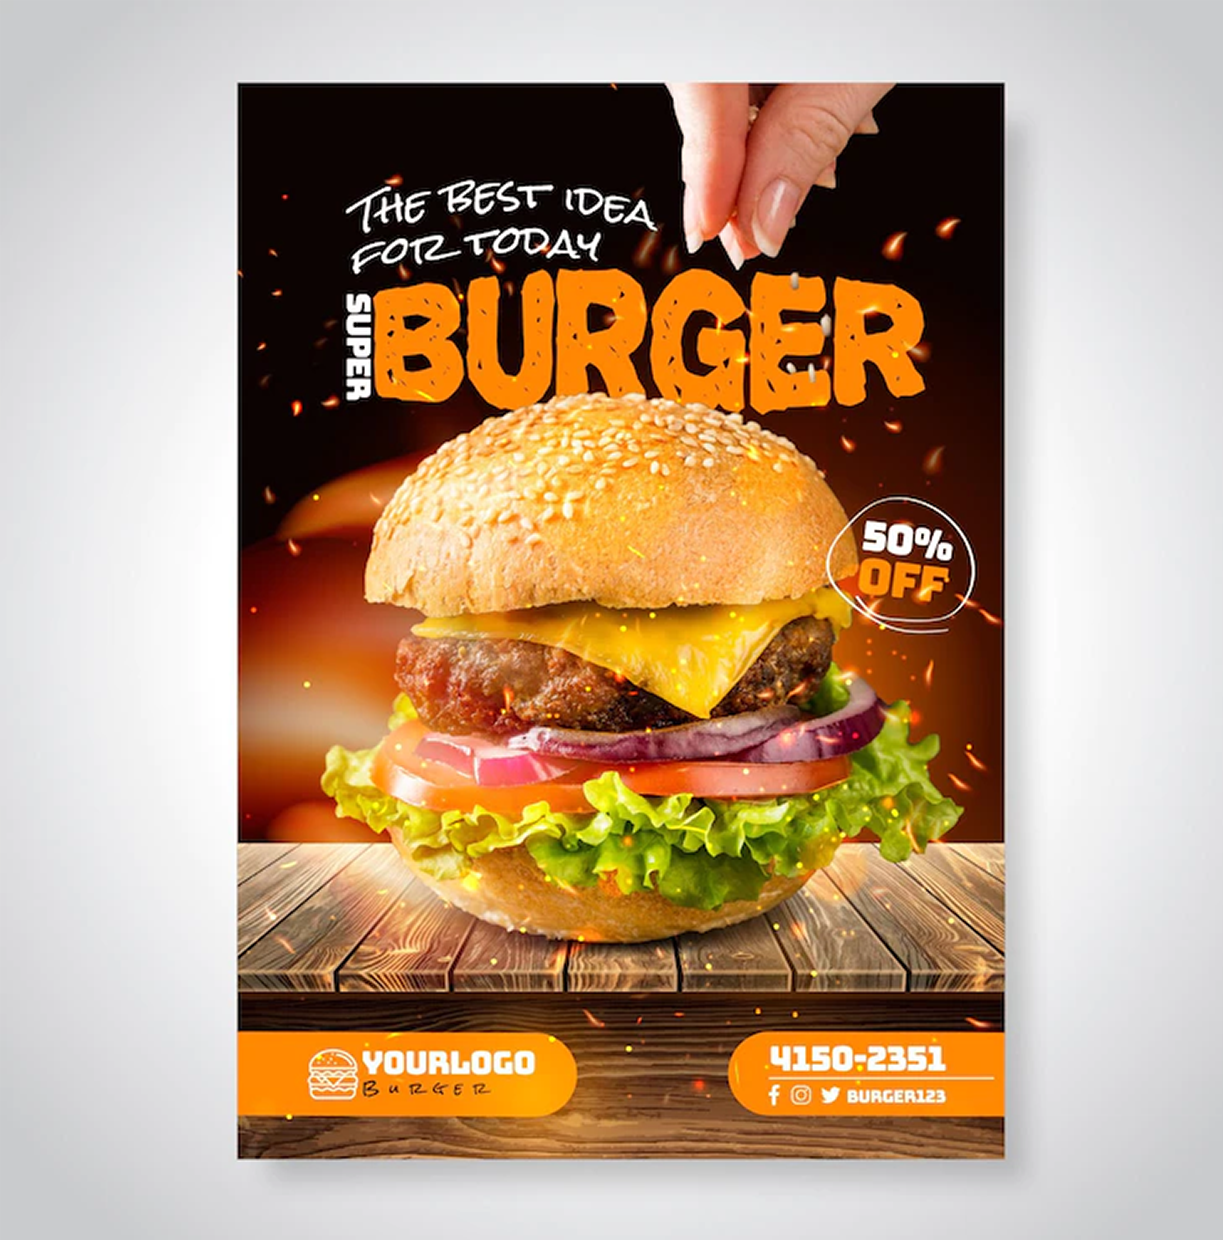 THE BEST IDEA
FOR TODAY
SUPER
BURGER
50%
OFF
YOURLOGO
BURGER
4150-2351
BURGER123